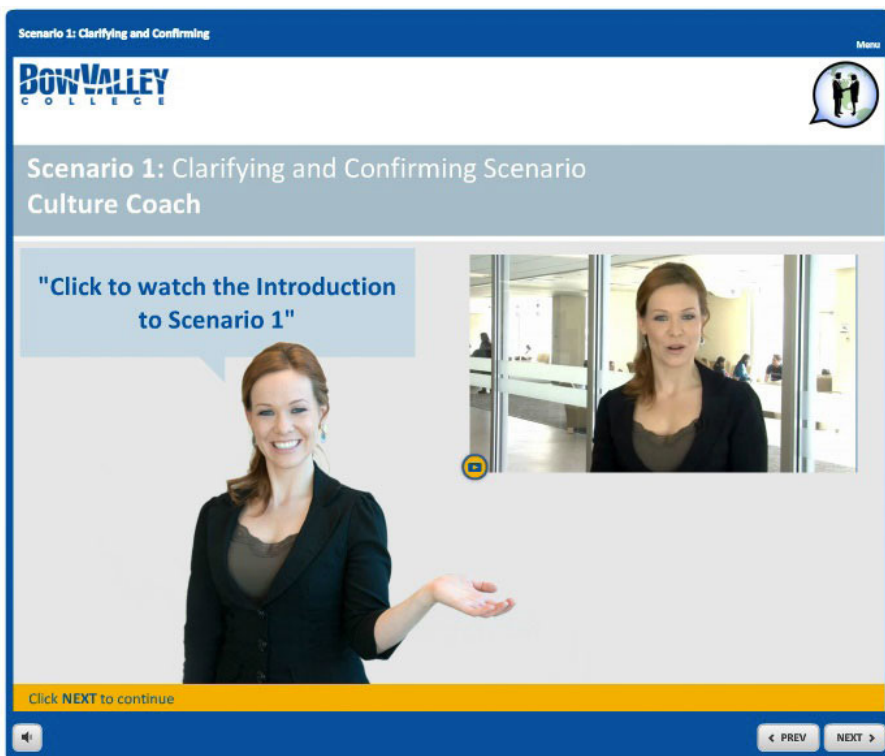 Scenario 1: Clarifying and Confirming
Menu
BOW VALLEY
COLLEGE
Scenario 1: Clarifying and Confirming Scenario
Culture Coach
"Click to watch the Introduction
to Scenario 1"
Click NEXT to continue
< PREV
NEXT >